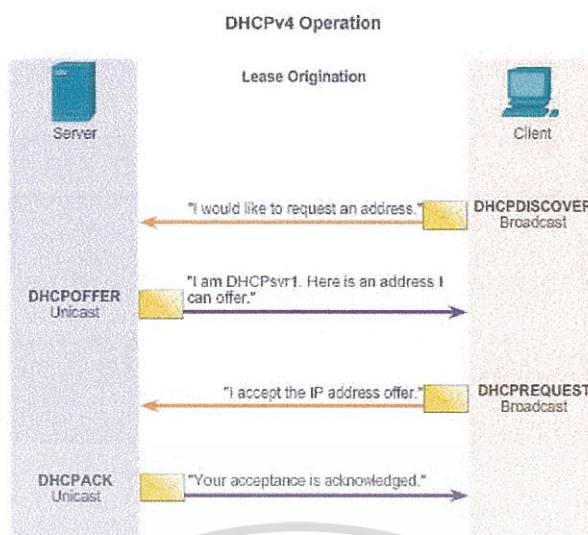 DHCPv4 Operation
Lease Origination
Server
Client
"I would like to request an address."
DHCPDISCOVER
Broadcast
"I am DHCPsvr1. Here is an address I
can offer."
DHCPOFFER
Unicast
"I accept the IP address offer."
DHCPREQUEST
Broadcast
DHCPACK
Unicast
"Your acceptance is acknowledged."